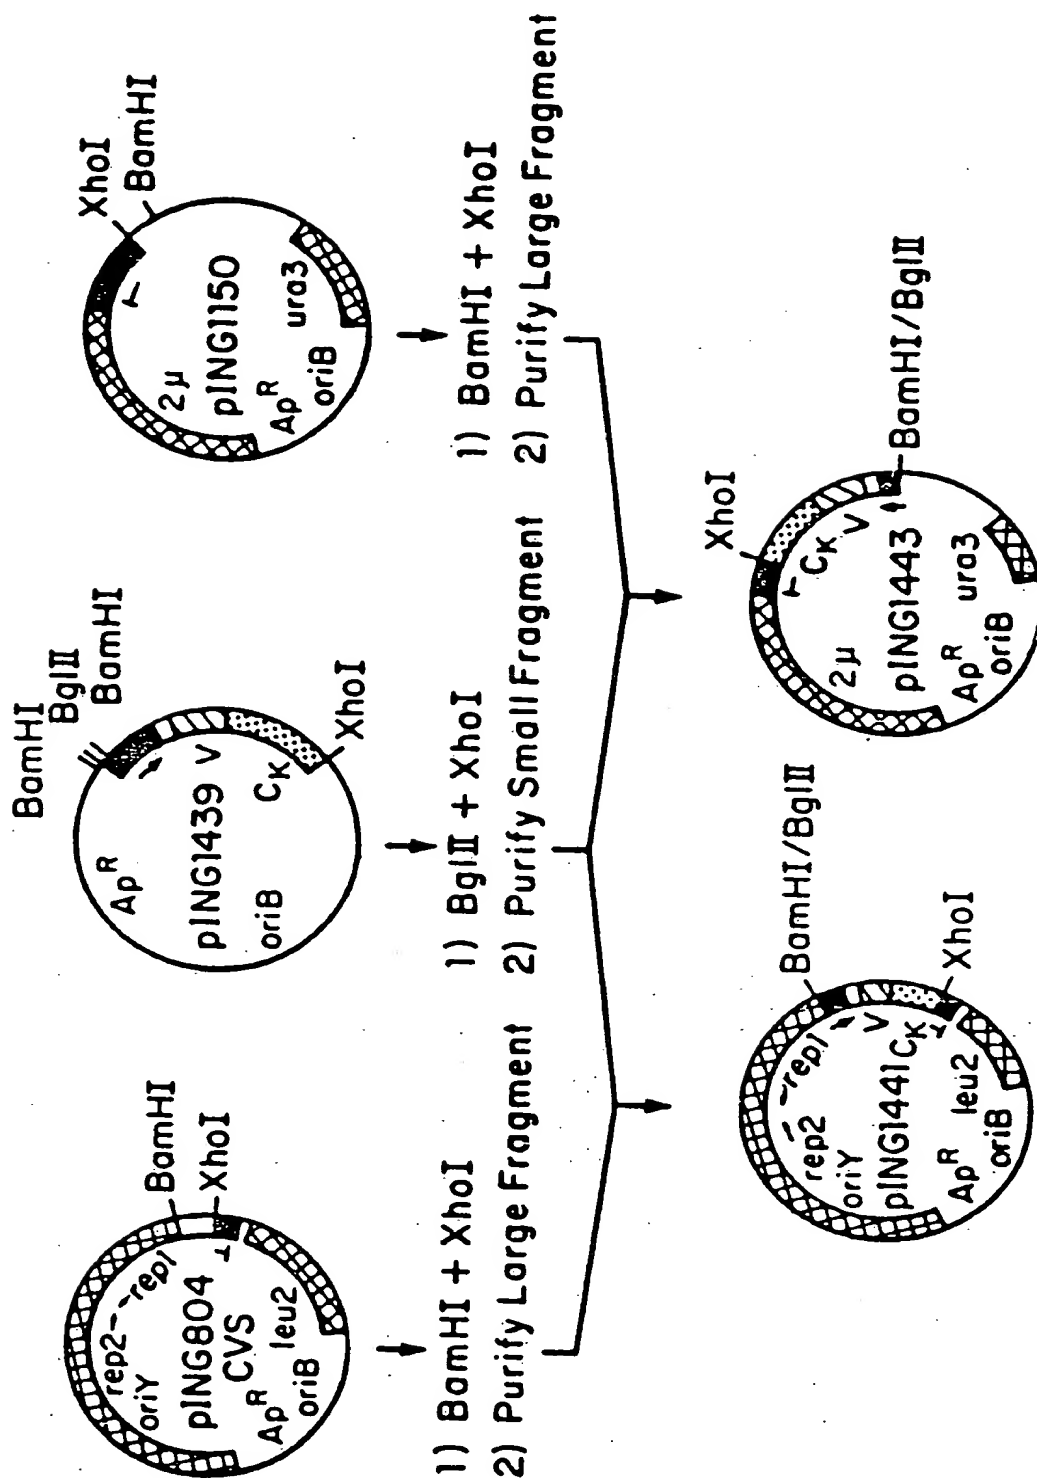 BamHI
XhoI
rep2
rep1
oriY
pING804
CVS
Ap^R
leu2
oriB
1) BamHI + XhoI
2) Purify Large Fragment
BamHI
BglII
BamHI
Ap^R
pING1439
V
C_K
oriB
XhoI
1) BglII + XhoI
2) Purify Small Fragment
XhoI
BamHI
2μ
pING1150
Ap^R
ura3
oriB
1) BamHI + XhoI
2) Purify Large Fragment
BamHI/BglII
rep2
rep1
oriY
V
pING1441
C_K
Ap^R
leu2
oriB
XhoI
XhoI
2μ
C_K
V
pING1443
Ap^R
ura3
oriB
BamHI/BglII